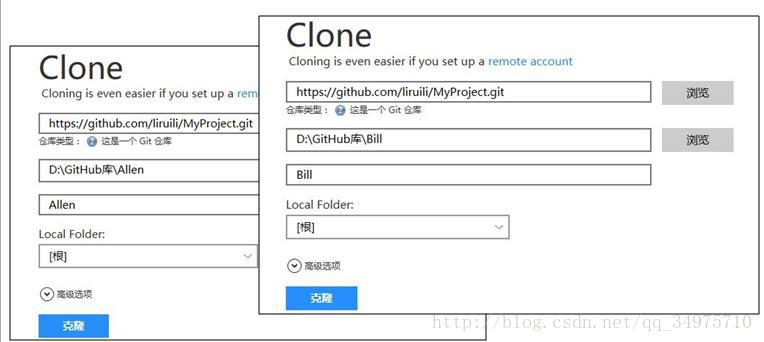 Clone
Cloning is even easier if you set up a remote account
https://github.com/liruili/MyProject.git
浏览
仓库类型： 这是一个 Git 仓库
D:\GitHub库\Bill
浏览
Bill
Local Folder:
[根]
高级选项
克隆
Clone
Cloning is even easier if you set up a rem
https://github.com/liruili/MyProject.git
仓库类型： 这是一个 Git 仓库
D:\GitHub库\Allen
Allen
Local Folder:
[根]
高级选项
克隆
http://blog.csdn.net/qq_34975710